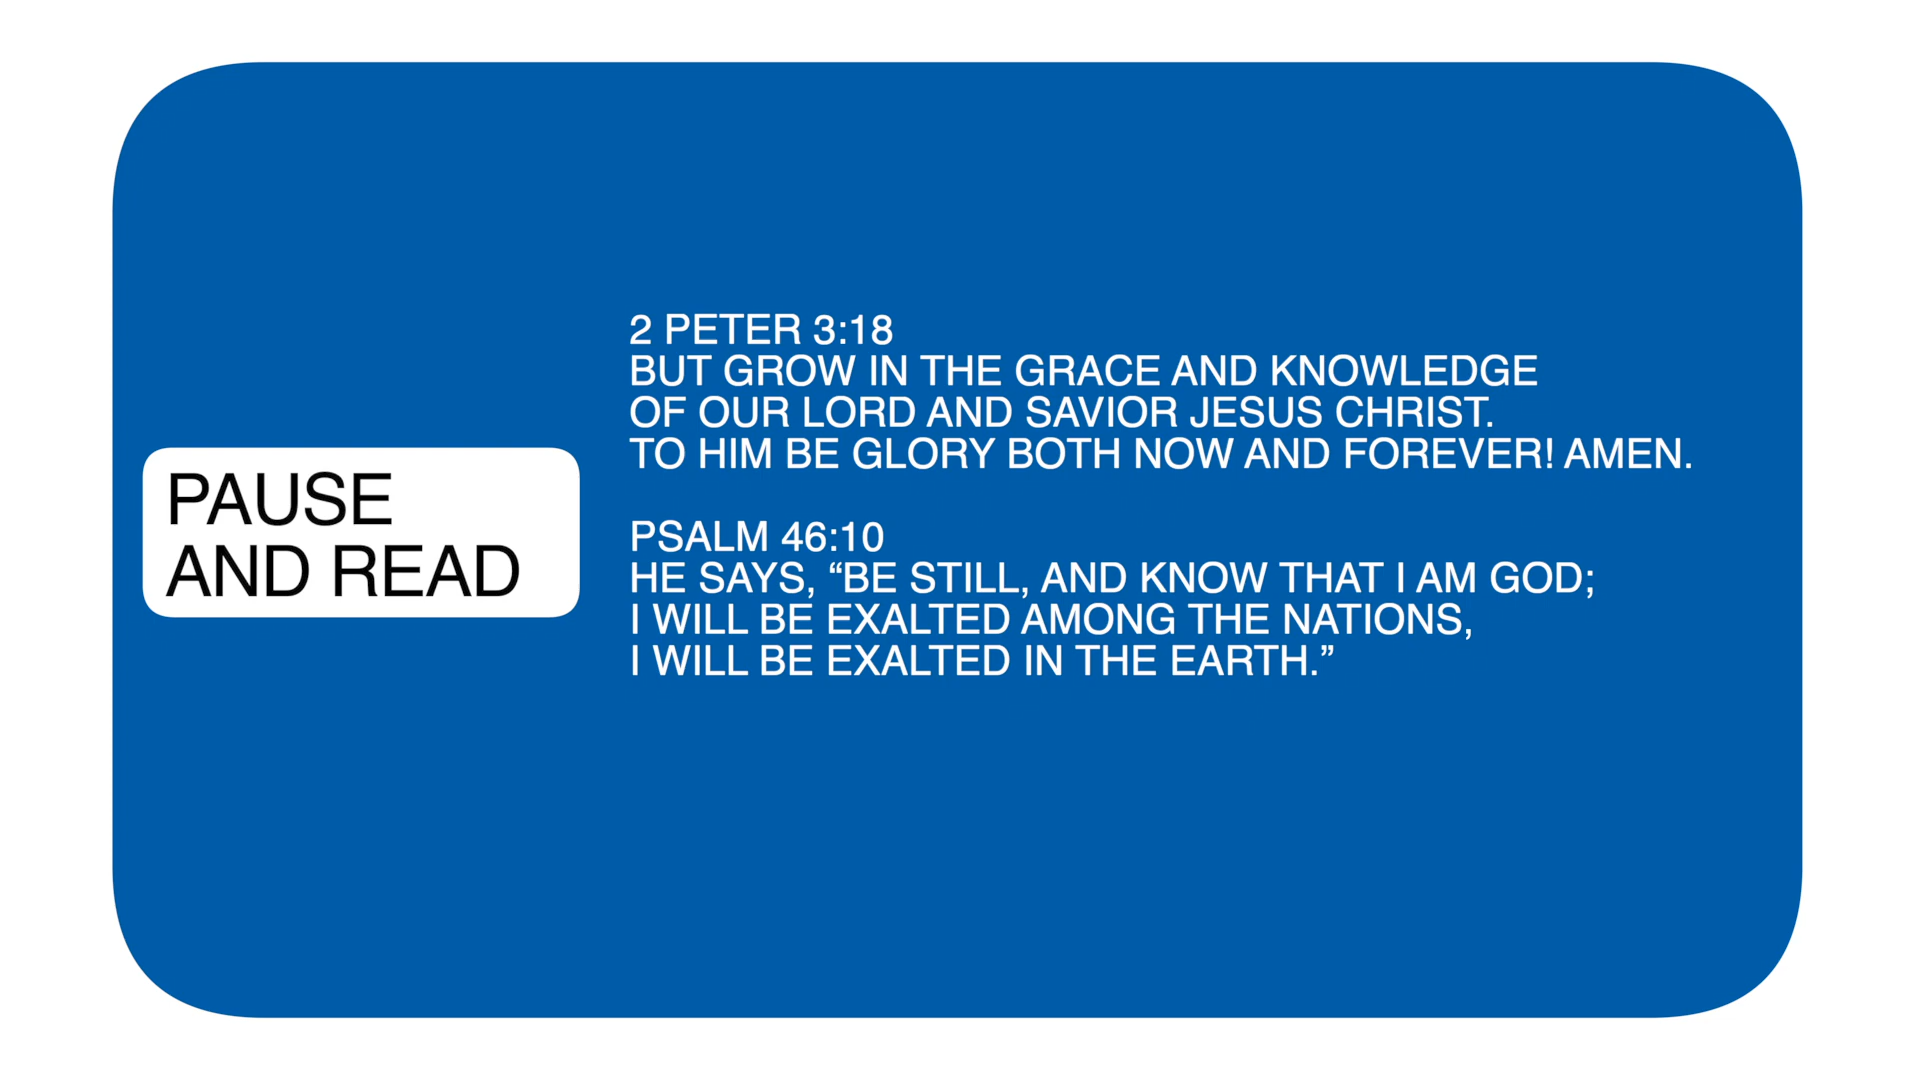 PAUSE
AND READ
2 PETER 3:18
BUT GROW IN THE GRACE AND KNOWLEDGE
OF OUR LORD AND SAVIOR JESUS CHRIST.
TO HIM BE GLORY BOTH NOW AND FOREVER! AMEN.
PSALM 46:10
HE SAYS, “BE STILL, AND KNOW THAT I AM GOD;
I WILL BE EXALTED AMONG THE NATIONS,
I WILL BE EXALTED IN THE EARTH.”